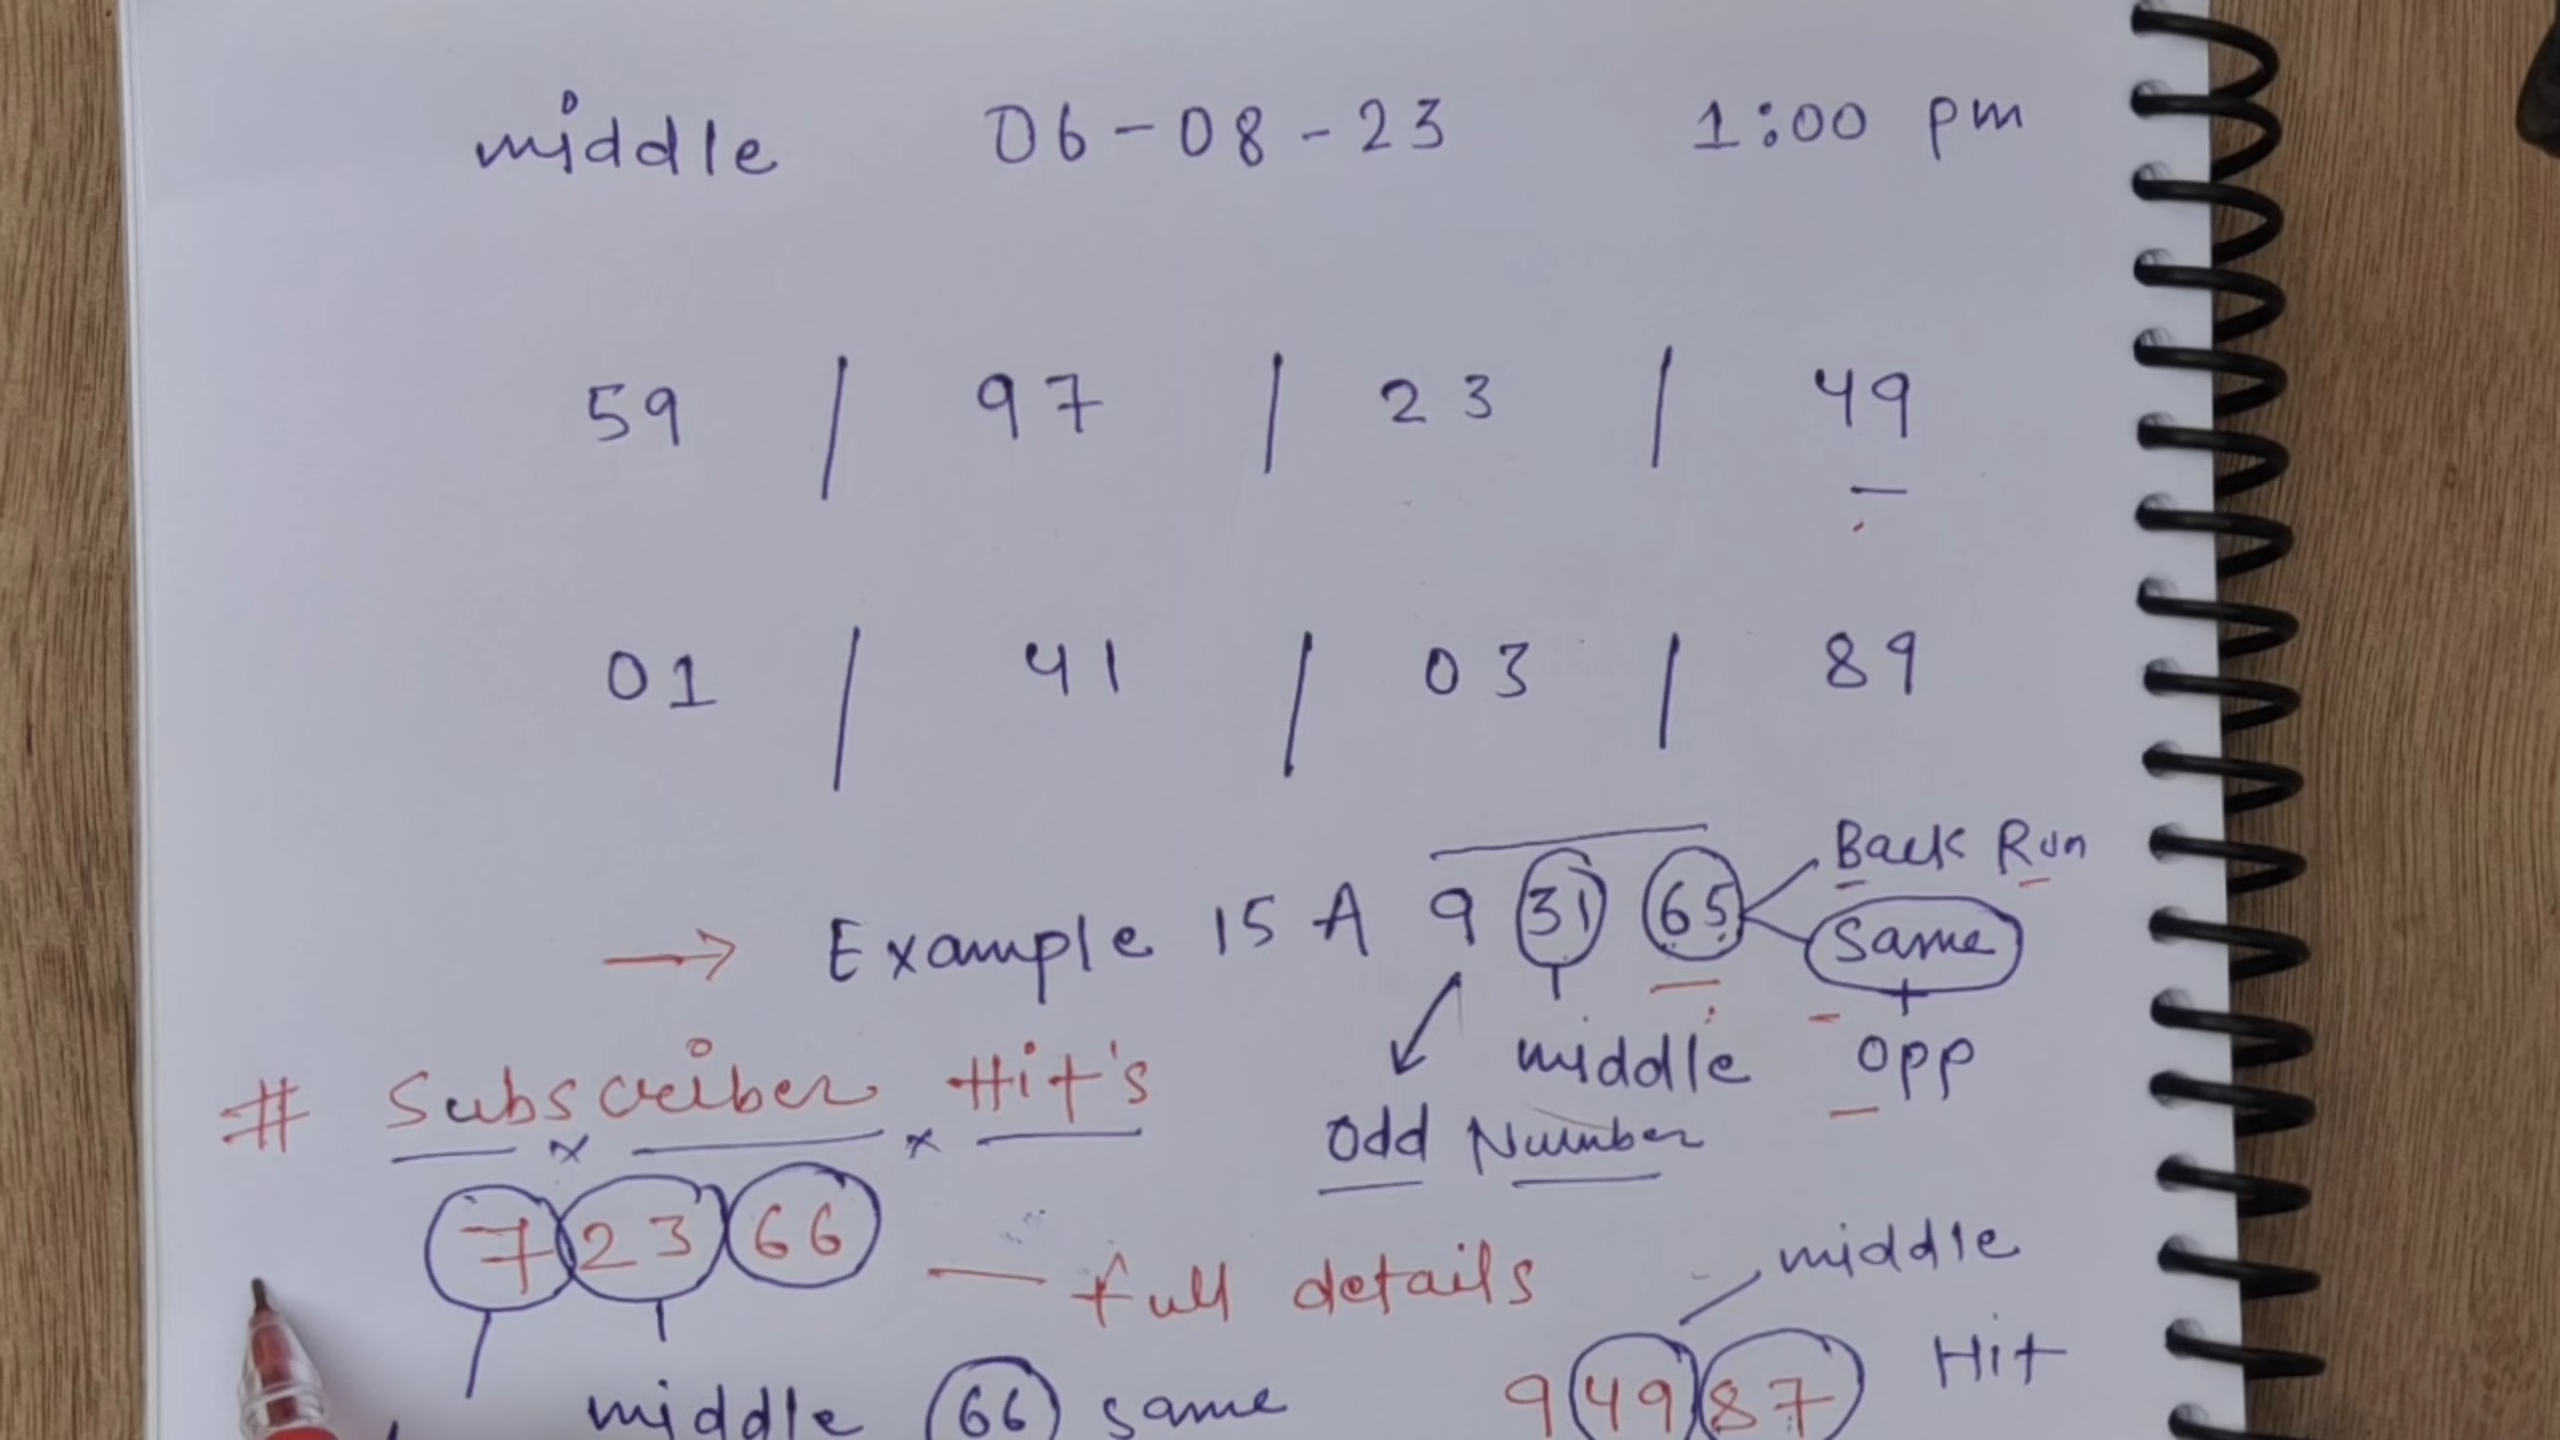 middle 06-08-23 1:00 pm
59 / 97 / 23 / 49
01 / 41 / 03 / 89
Back Run
→ Example 15 A 9 31 65 Same
middle opp
# Subscriber Hit's
Odd Number
7 23 66 — full details
middle
Hit
middle 66 same 9 49 87